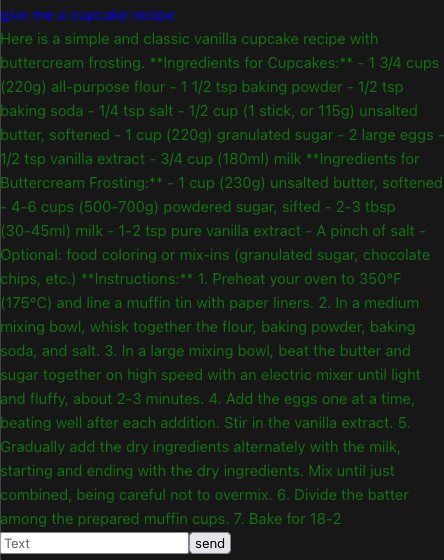 give me a cupcake recipe
Here is a simple and classic vanilla cupcake recipe with
buttercream frosting. **Ingredients for Cupcakes:** - 1 3/4 cups
(220g) all-purpose flour - 1 1/2 tsp baking powder - 1/2 tsp
baking soda - 1/4 tsp salt - 1/2 cup (1 stick, or 115g) unsalted
butter, softened - 1 cup (220g) granulated sugar - 2 large eggs -
1/2 tsp vanilla extract - 3/4 cup (180ml) milk **Ingredients for
Buttercream Frosting:** - 1 cup (230g) unsalted butter, softened
- 4-6 cups (500-700g) powdered sugar, sifted - 2-3 tbsp
(30-45ml) milk - 1-2 tsp pure vanilla extract - A pinch of salt -
Optional: food coloring or mix-ins (granulated sugar, chocolate
chips, etc.) **Instructions:** 1. Preheat your oven to 350°F
(175°C) and line a muffin tin with paper liners. 2. In a medium
mixing bowl, whisk together the flour, baking powder, baking
soda, and salt. 3. In a large mixing bowl, beat the butter and
sugar together on high speed with an electric mixer until light
and fluffy, about 2-3 minutes. 4. Add the eggs one at a time,
beating well after each addition. Stir in the vanilla extract. 5.
Gradually add the dry ingredients alternately with the milk,
starting and ending with the dry ingredients. Mix until just
combined, being careful not to overmix. 6. Divide the batter
among the prepared muffin cups. 7. Bake for 18-2
Text send